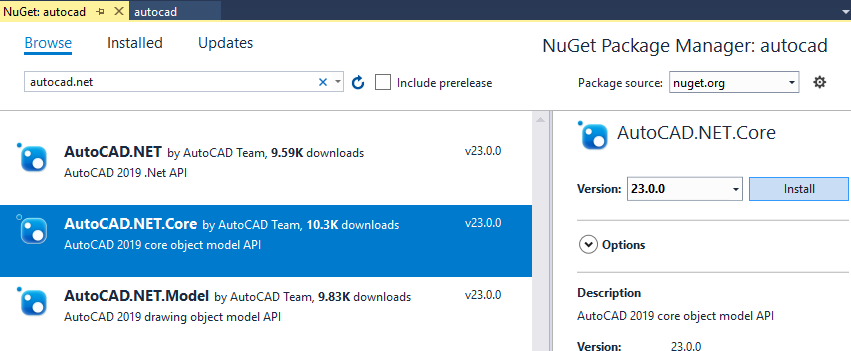 NuGet: autocad
autocad
Browse
Installed
Updates
NuGet Package Manager: autocad
autocad.net
Include prerelease
Package source:
nuget.org
AutoCAD.NET by AutoCAD Team, 9.59K downloads
v23.0.0
AutoCAD 2019 .Net API
AutoCAD.NET.Core by AutoCAD Team, 10.3K downloads
v23.0.0
AutoCAD 2019 core object model API
AutoCAD.NET.Model by AutoCAD Team, 9.83K downloads
v23.0.0
AutoCAD 2019 drawing object model API
AutoCAD.NET.Core
Version:
23.0.0
Install
Options
Description
AutoCAD 2019 core object model API
Version:
23.0.0